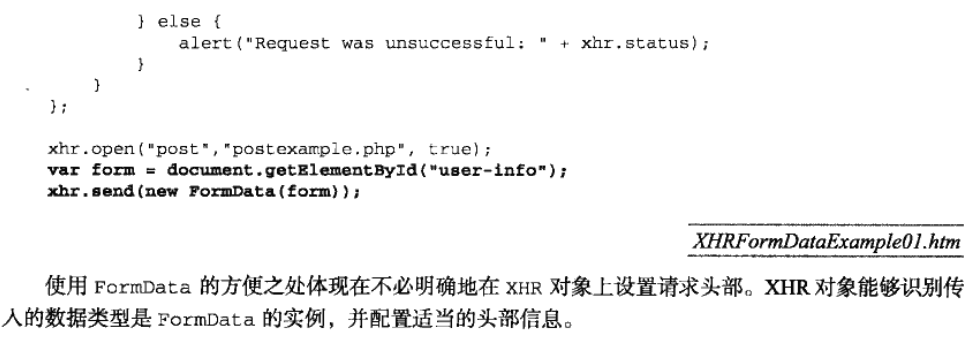 } else {
alert("Request was unsuccessful: " + xhr.status);
}
}
};
xhr.open("post","postexample.php", true);
var form = document.getElementById("user-info");
xhr.send(new FormData(form));
XHRFormDataExample01.htm
使用 FormData 的方便之处体现在不必明确地在 XHR 对象上设置请求头部。XHR 对象能够识别传
入的数据类型是 FormData 的实例，并配置适当的头部信息。